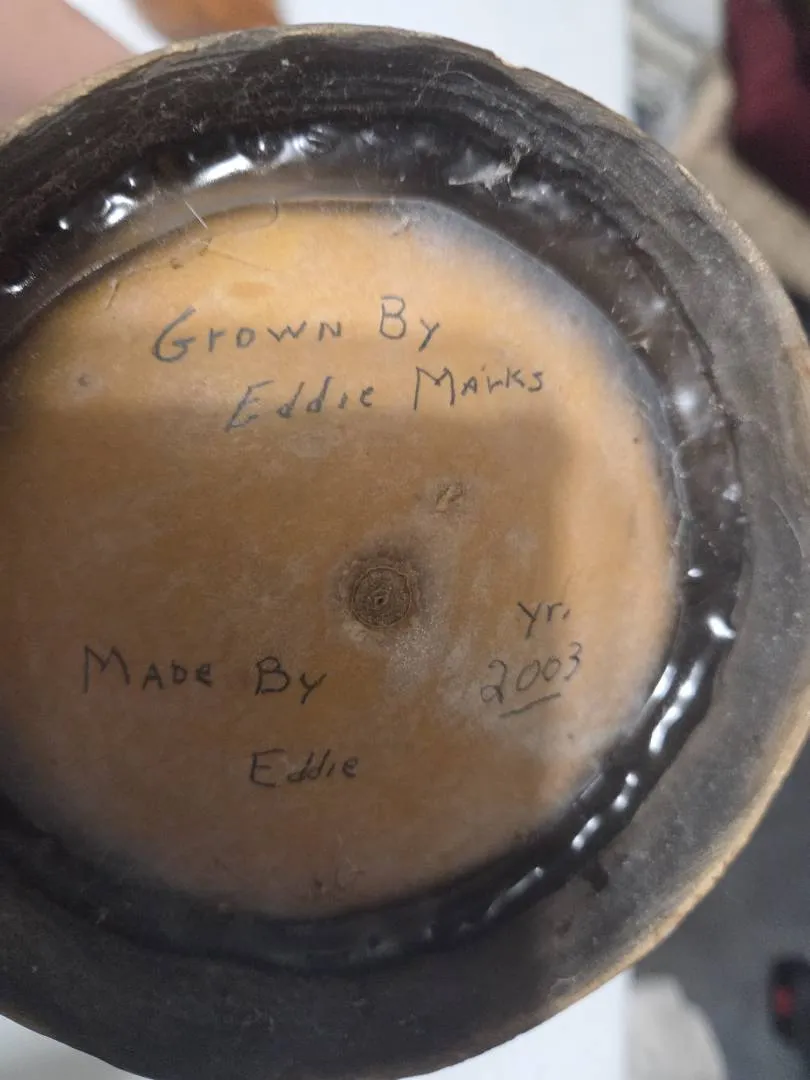 Grown By
Eddie Marks
yr.
2003
Made By
Eddie